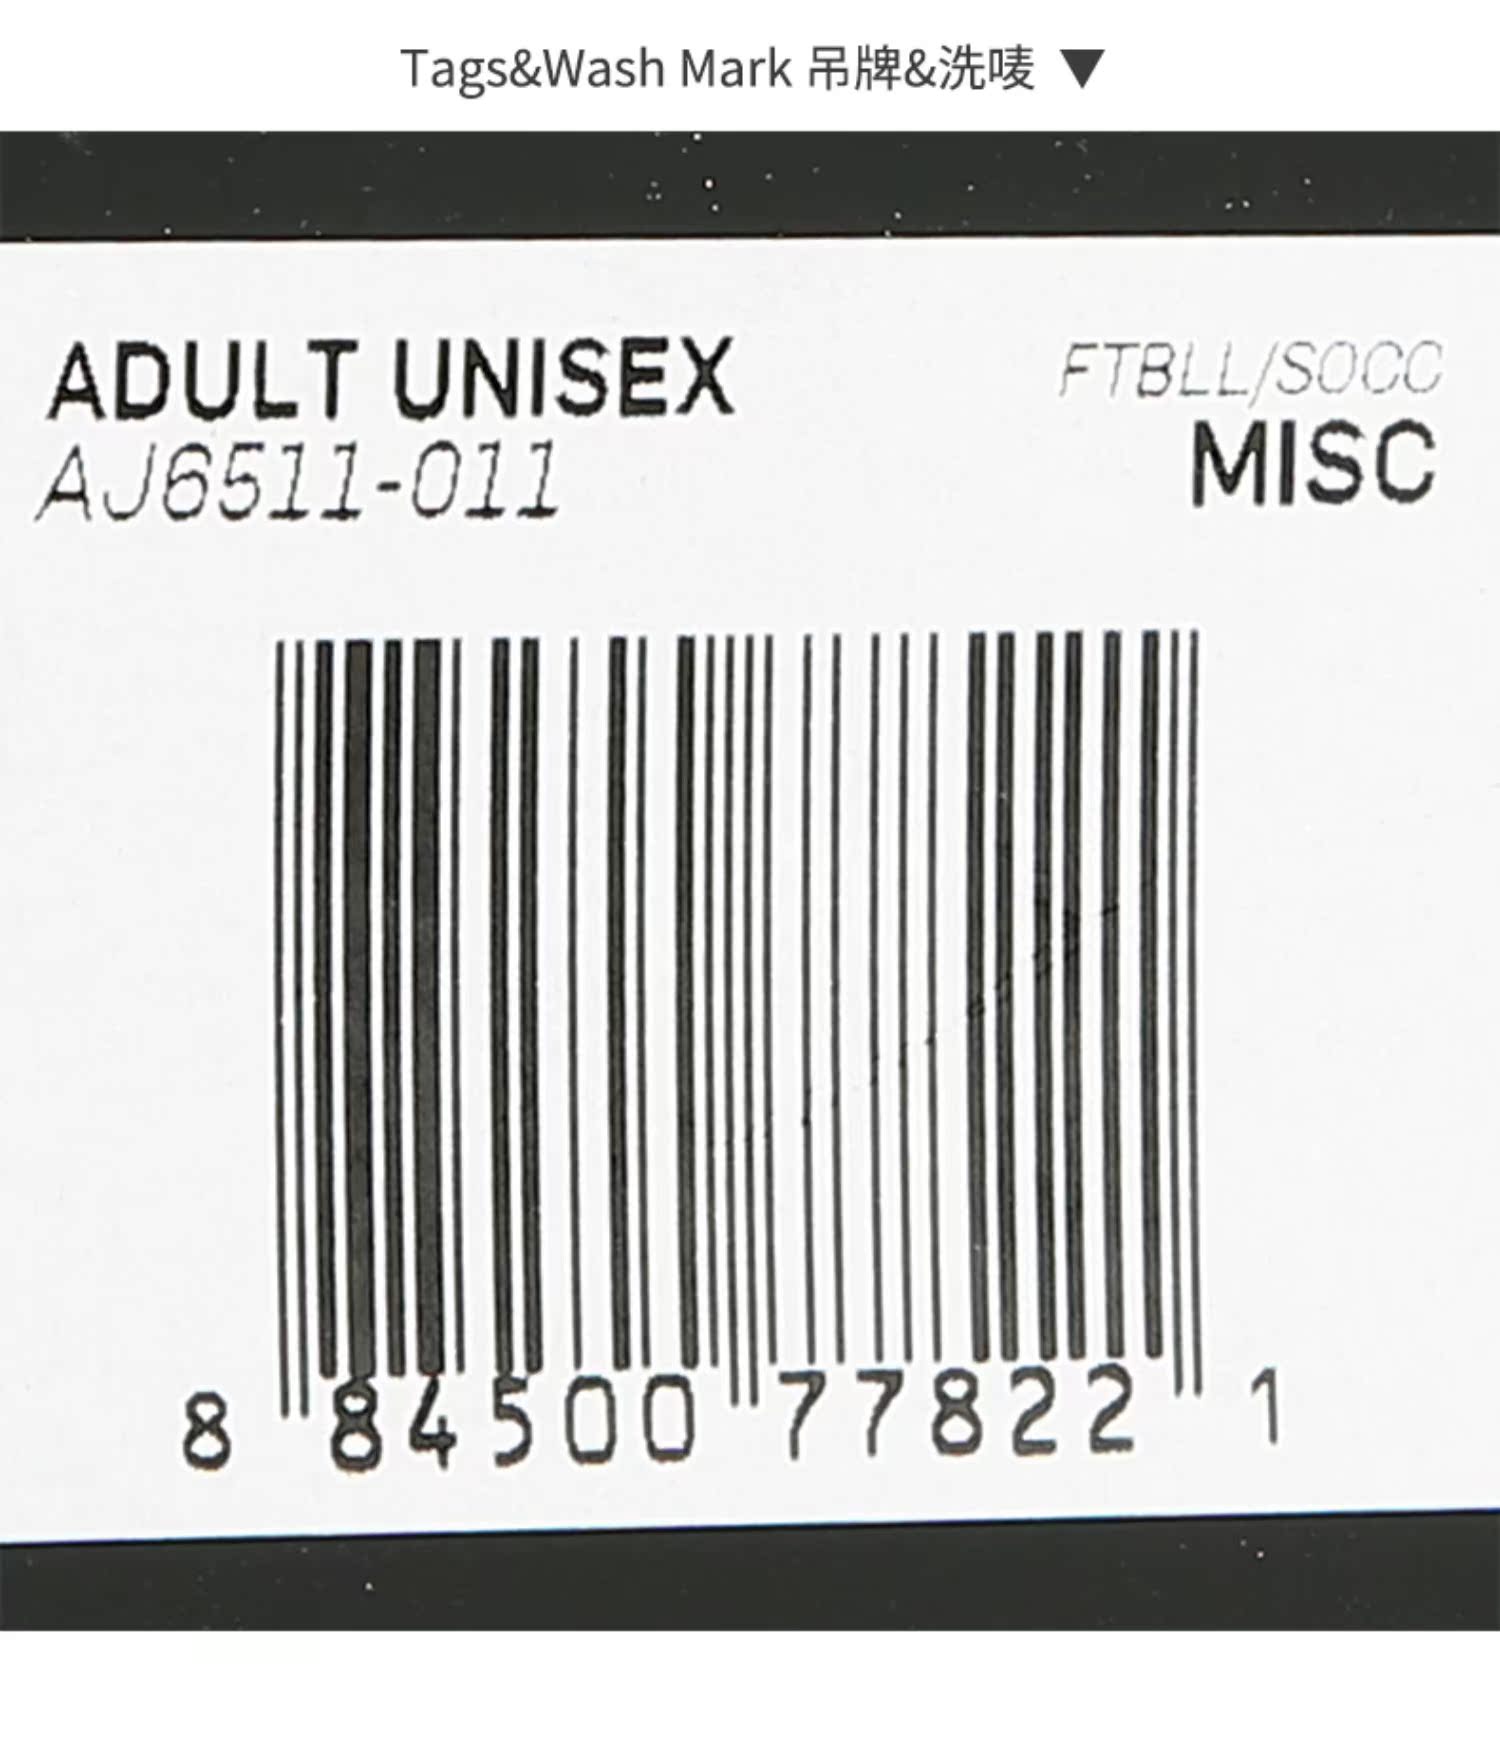 Tags&Wash Mark 吊牌&洗唛 ▼
ADULT UNISEX
AJ6511-011
FTBLL/SOCC
MISC
8 84500 77822 1